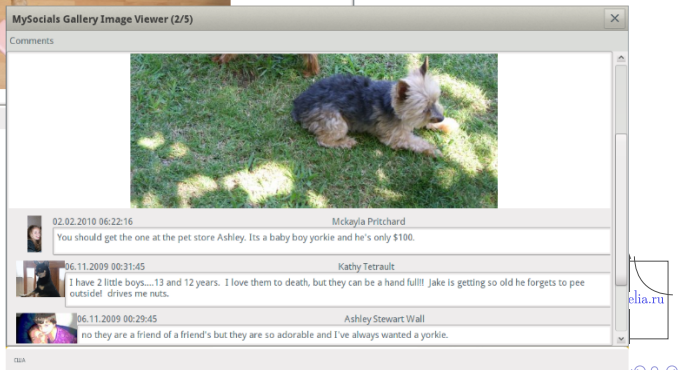 MySocials Gallery Image Viewer (2/5)
Comments
02.02.2010 06:22:16 Mckayla Pritchard
You should get the one at the pet store Ashley. Its a baby boy yorkie and he's only $100.
06.11.2009 00:31:45 Kathy Tetrault
I have 2 little boys....13 and 12 years. I love them to death, but they can be a hand full!! Jake is getting so old he forgets to pee
outside! drives me nuts.
06.11.2009 00:29:45 Ashley Stewart Wall
no they are a friend of a friend's but they are so adorable and I've always wanted a yorkie.
elia.ru